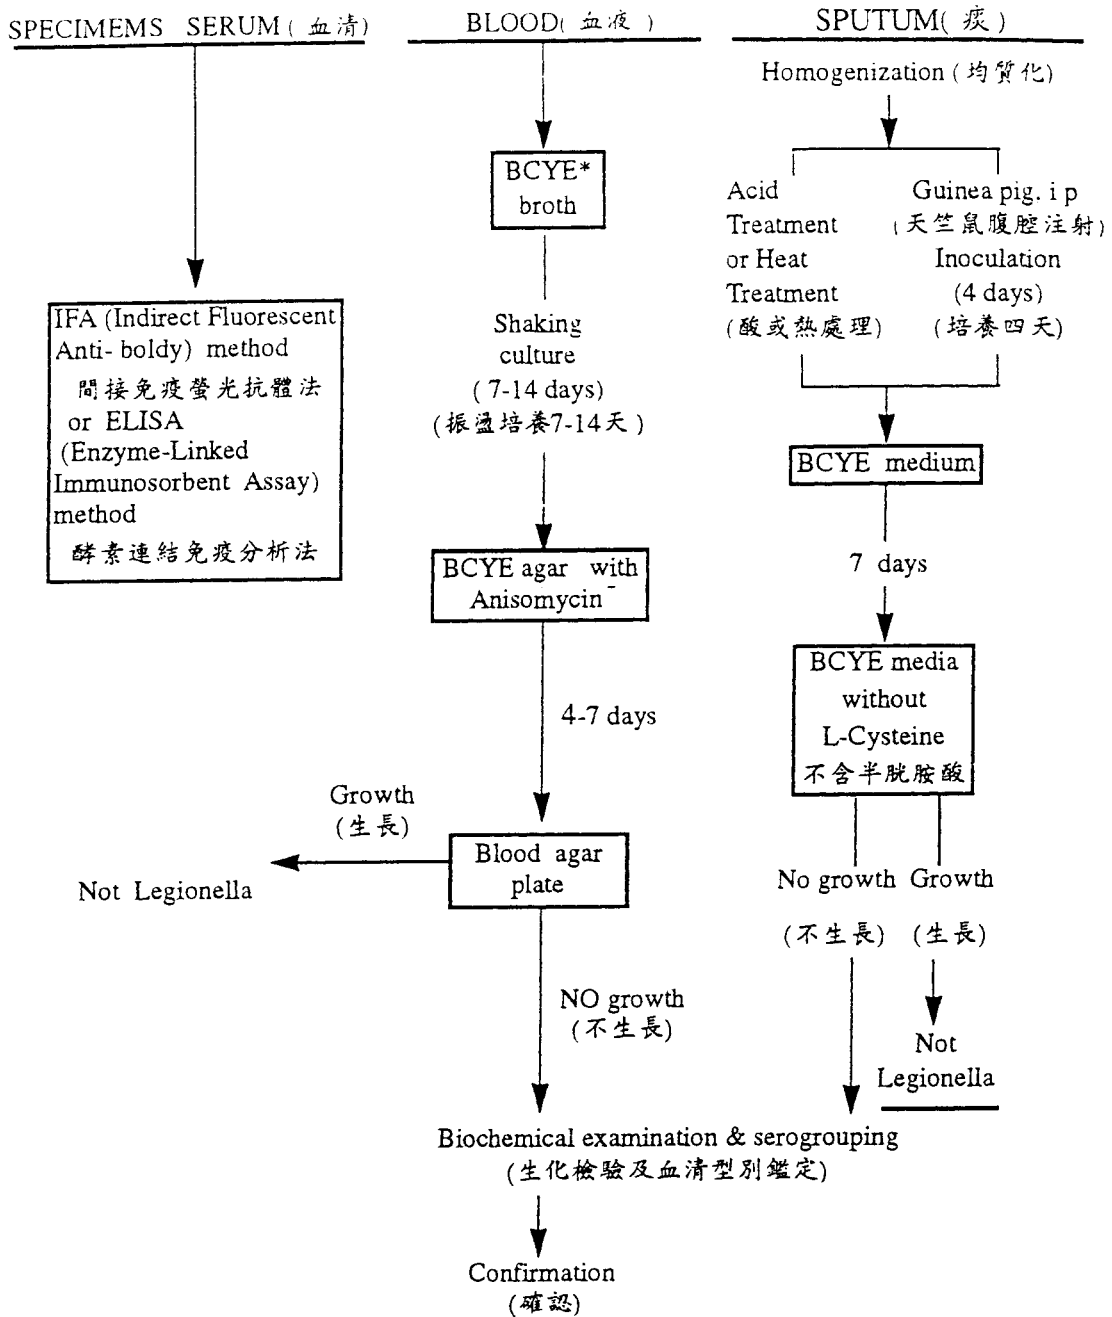 SPECIMEMS SERUM ( 血清)
IFA (Indirect Fluorescent
Anti- boldy) method
間接免疫螢光抗體法
or ELISA
(Enzyme-Linked
Immunosorbent Assay)
method
酵素連結免疫分析法
BLOOD( 血液 )
BCYE*
broth
Shaking
culture
( 7-14 days)
(振盪培養7-14天 )
BCYE agar with
Anisomycin-
4-7 days
Growth
(生長)
Blood agar
plate
Not Legionella
NO growth
(不生長)
SPUTUM( 痰 )
Homogenization (均質化)
Acid
Treatment
or Heat
Treatment
(酸或熱處理)
Guinea pig. i p
(天竺鼠腹腔注射)
Inoculation
(4 days)
(培養四天)
BCYE medium
7 days
BCYE media
without
L-Cysteine
不含半胱胺酸
No growth Growth
(不生長) (生長)
Not
Legionella
Biochemical examination & serogrouping
(生化檢驗及血清型別鑑定)
Confirmation
(確認)